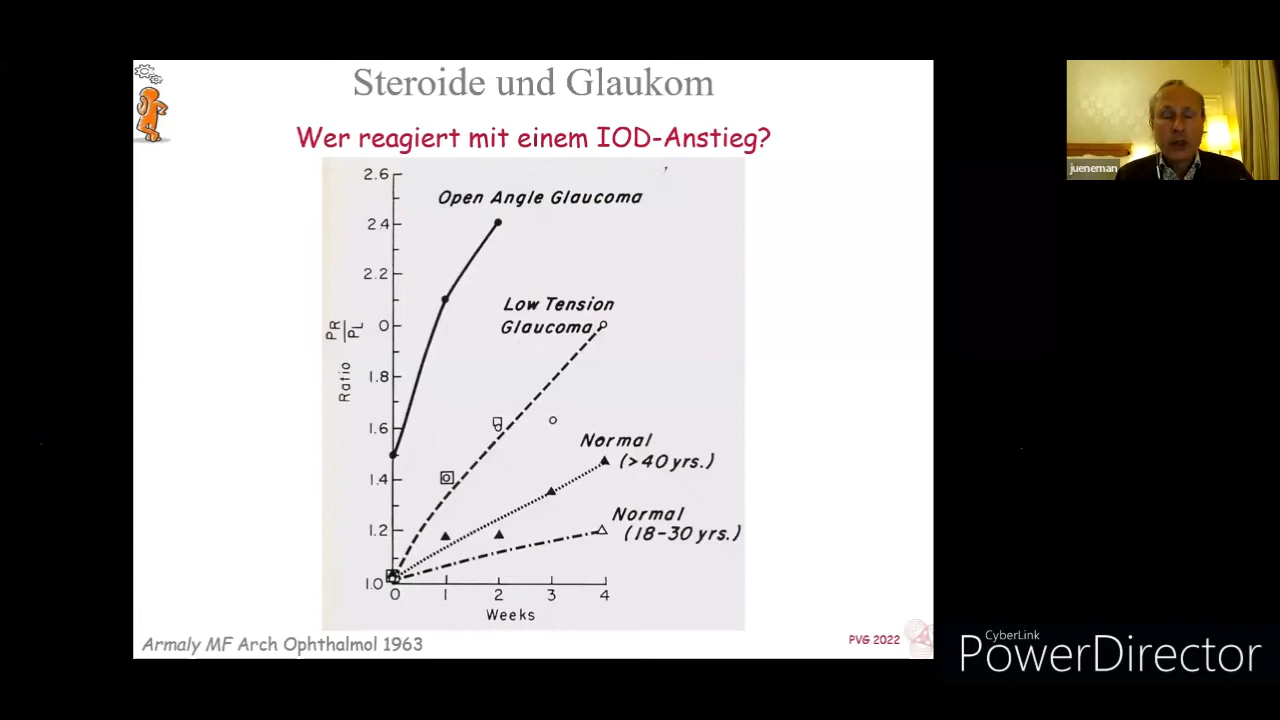 Steroide und Glaukom
Wer reagiert mit einem IOD-Anstieg?
2.6
Open Angle Glaucoma
2.4
2.2
Low Tension
Glaucoma
0
Ratio PR/PL
1.8
1.6
Normal
(>40 yrs.)
1.4
Normal
(18-30 yrs.)
1.2
1.0
0 1 2 3 4
Weeks
Armaly MF Arch Ophthalmol 1963
PVG 2022
jueneman
CyberLink
PowerDirector